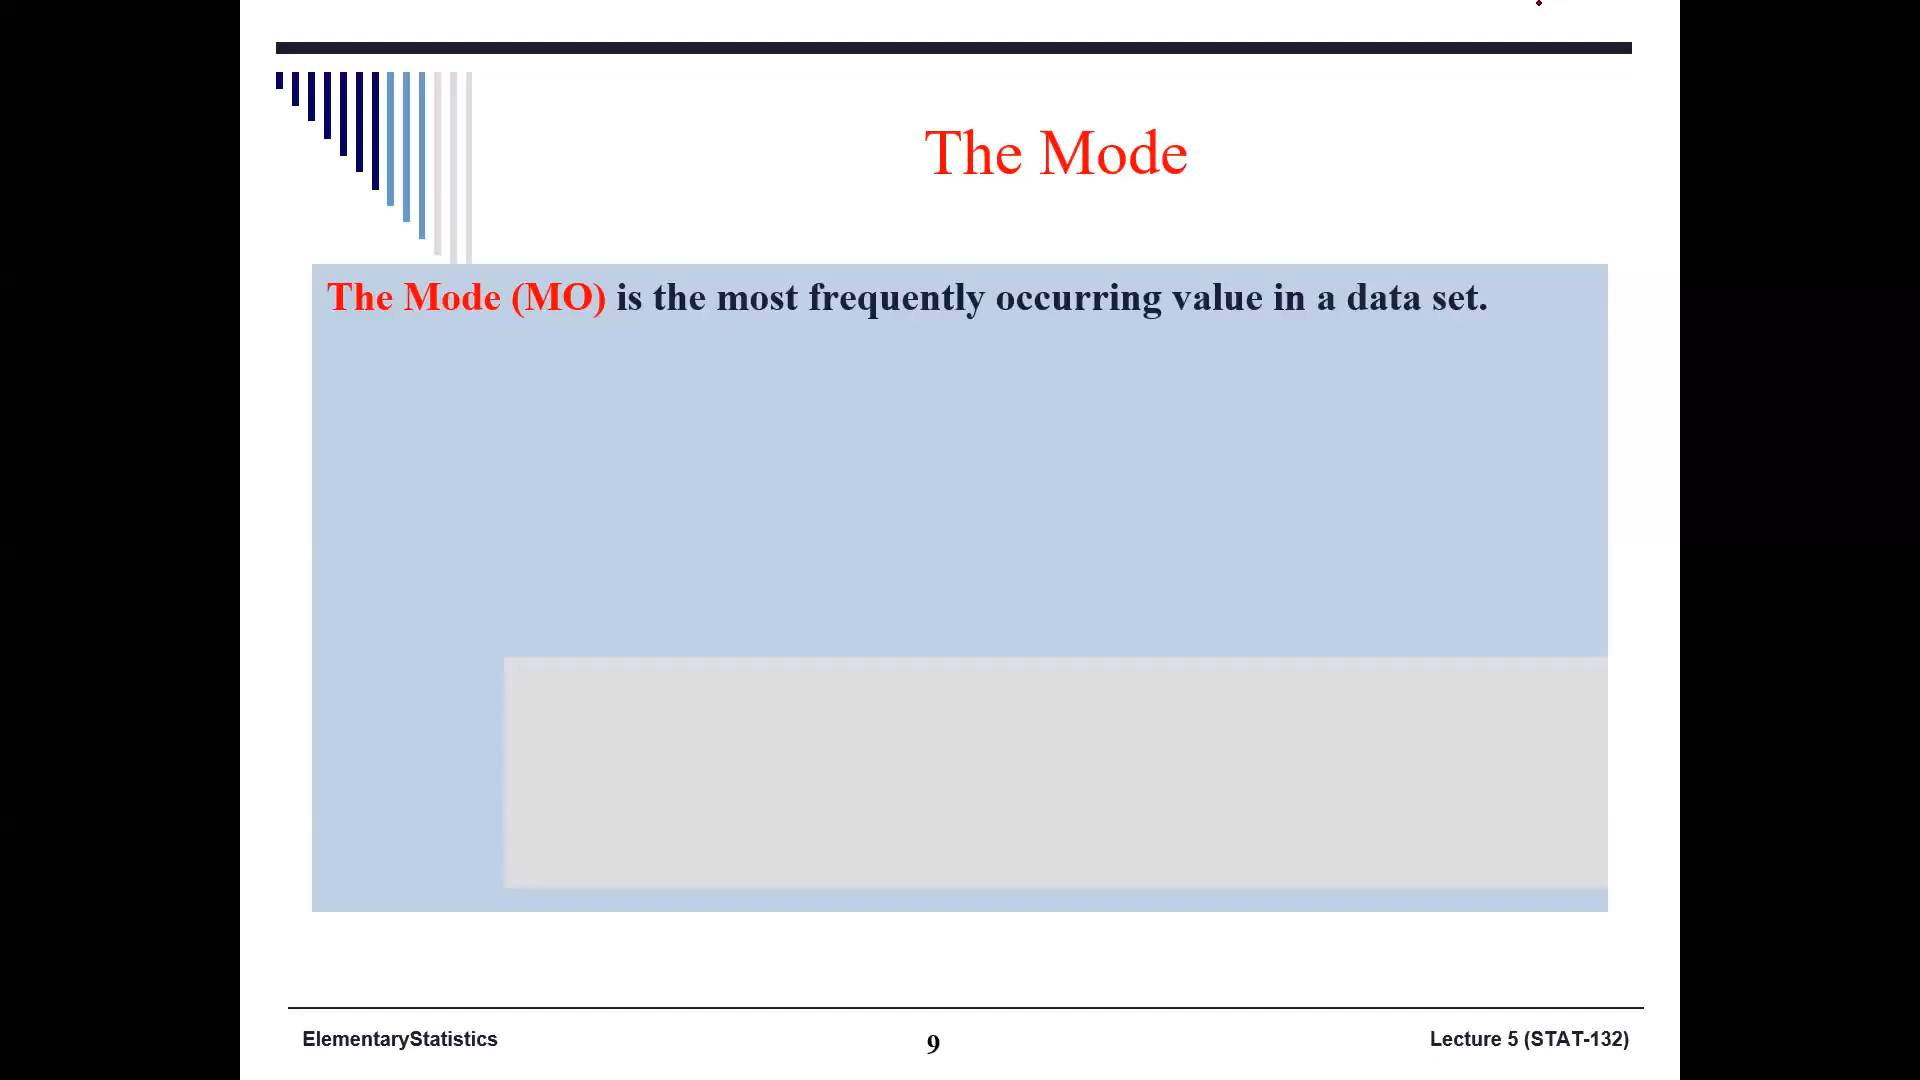 The Mode
The Mode (MO) is the most frequently occurring value in a data set.
ElementaryStatistics
9
Lecture 5 (STAT-132)